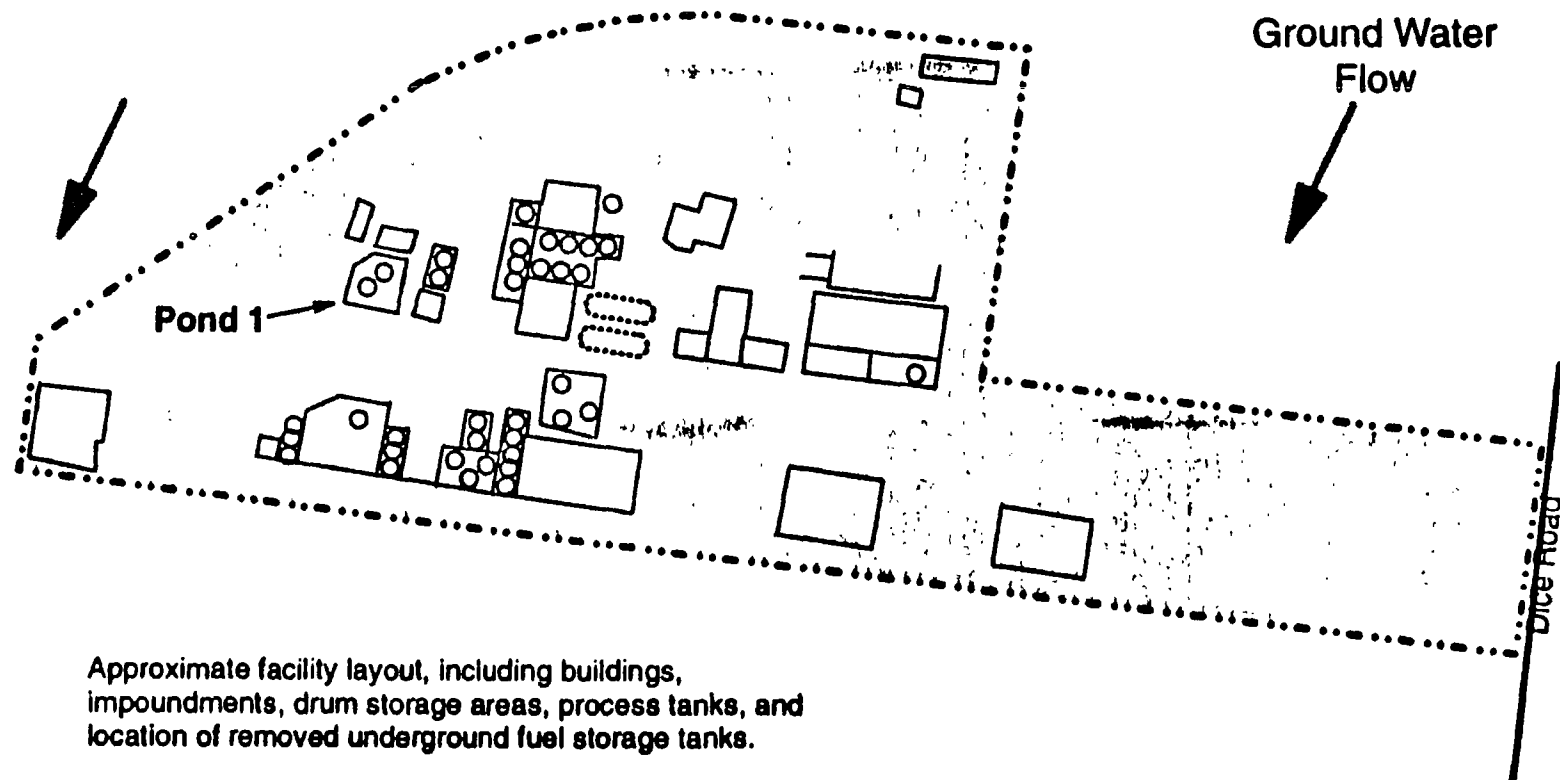 Ground Water
Flow
Pond 1
Dice Road
Approximate facility layout, including buildings,
impoundments, drum storage areas, process tanks, and
location of removed underground fuel storage tanks.